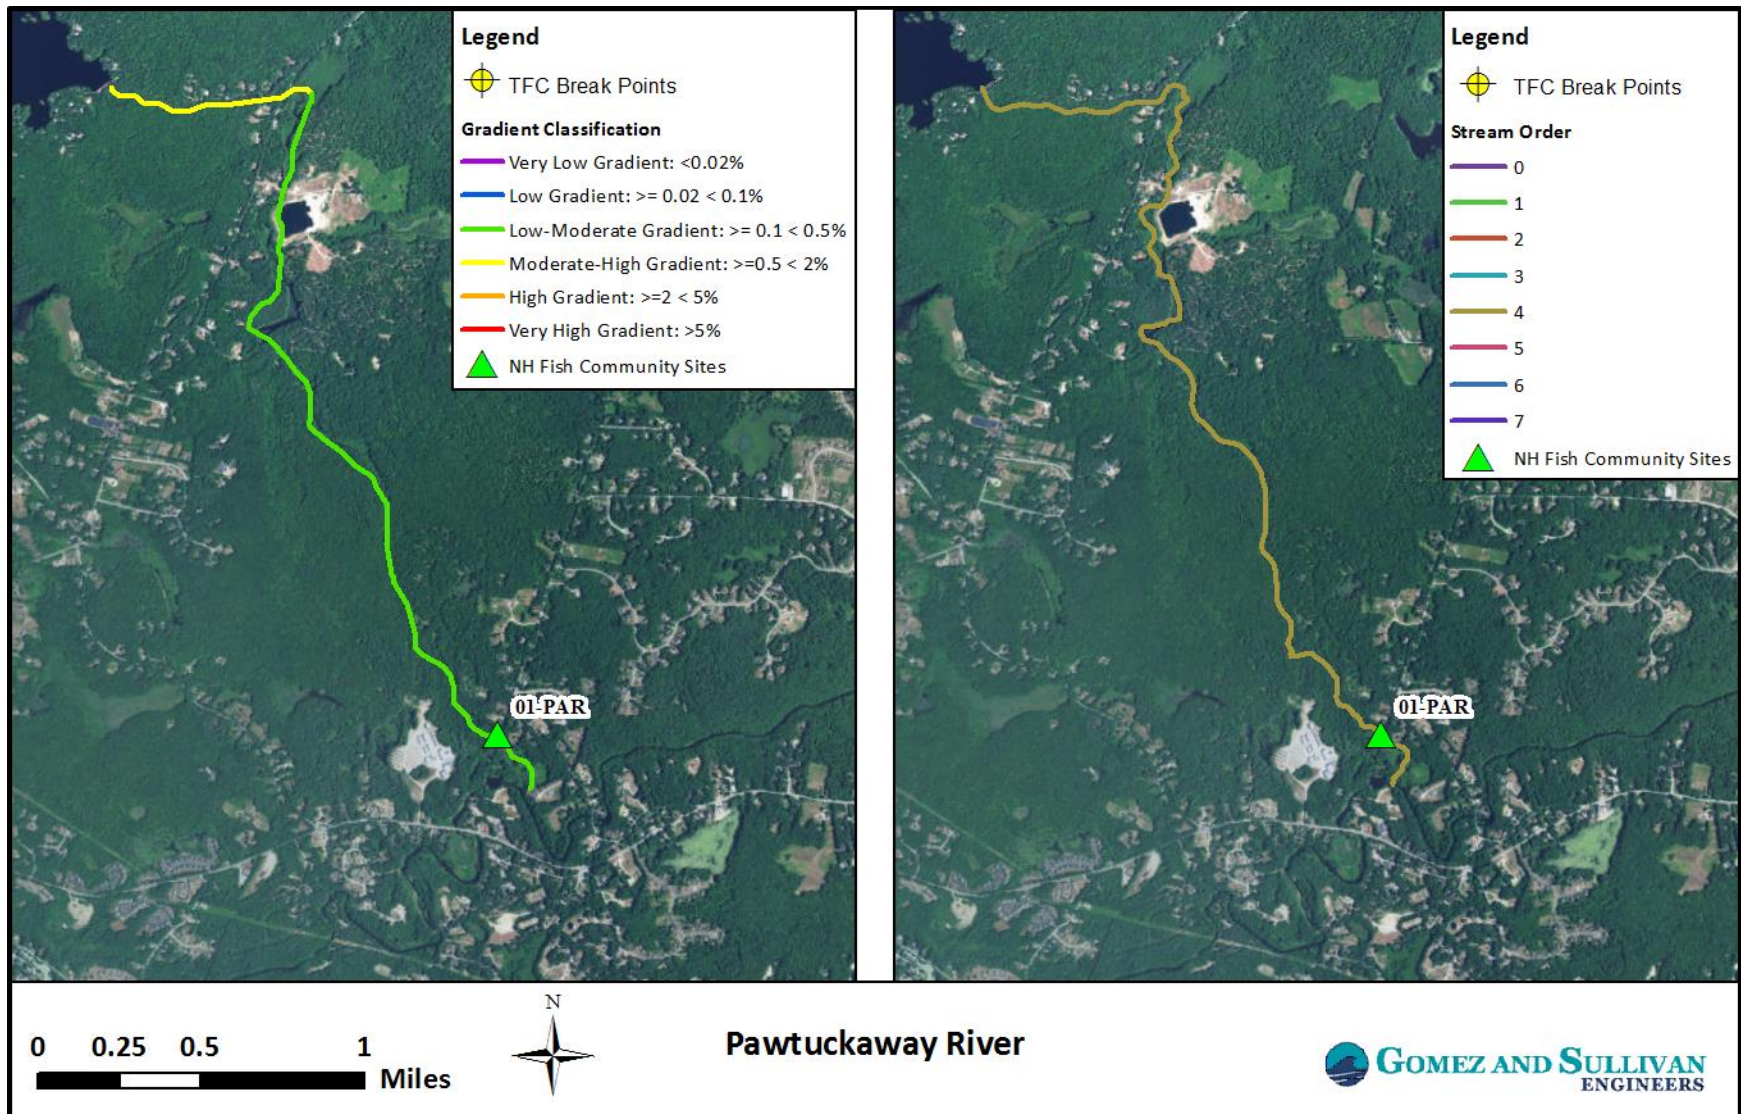 Legend
TFC Break Points
Gradient Classification
Very Low Gradient: <0.02%
Low Gradient: >= 0.02 < 0.1%
Low-Moderate Gradient: >= 0.1 < 0.5%
Moderate-High Gradient: >=0.5 < 2%
High Gradient: >=2 < 5%
Very High Gradient: >5%
NH Fish Community Sites
01-PAR
Legend
TFC Break Points
Stream Order
0
1
2
3
4
5
6
7
NH Fish Community Sites
01-PAR
0 0.25 0.5 1
Miles
N
Pawtuckaway River
GOMEZ AND SULLIVAN
ENGINEERS